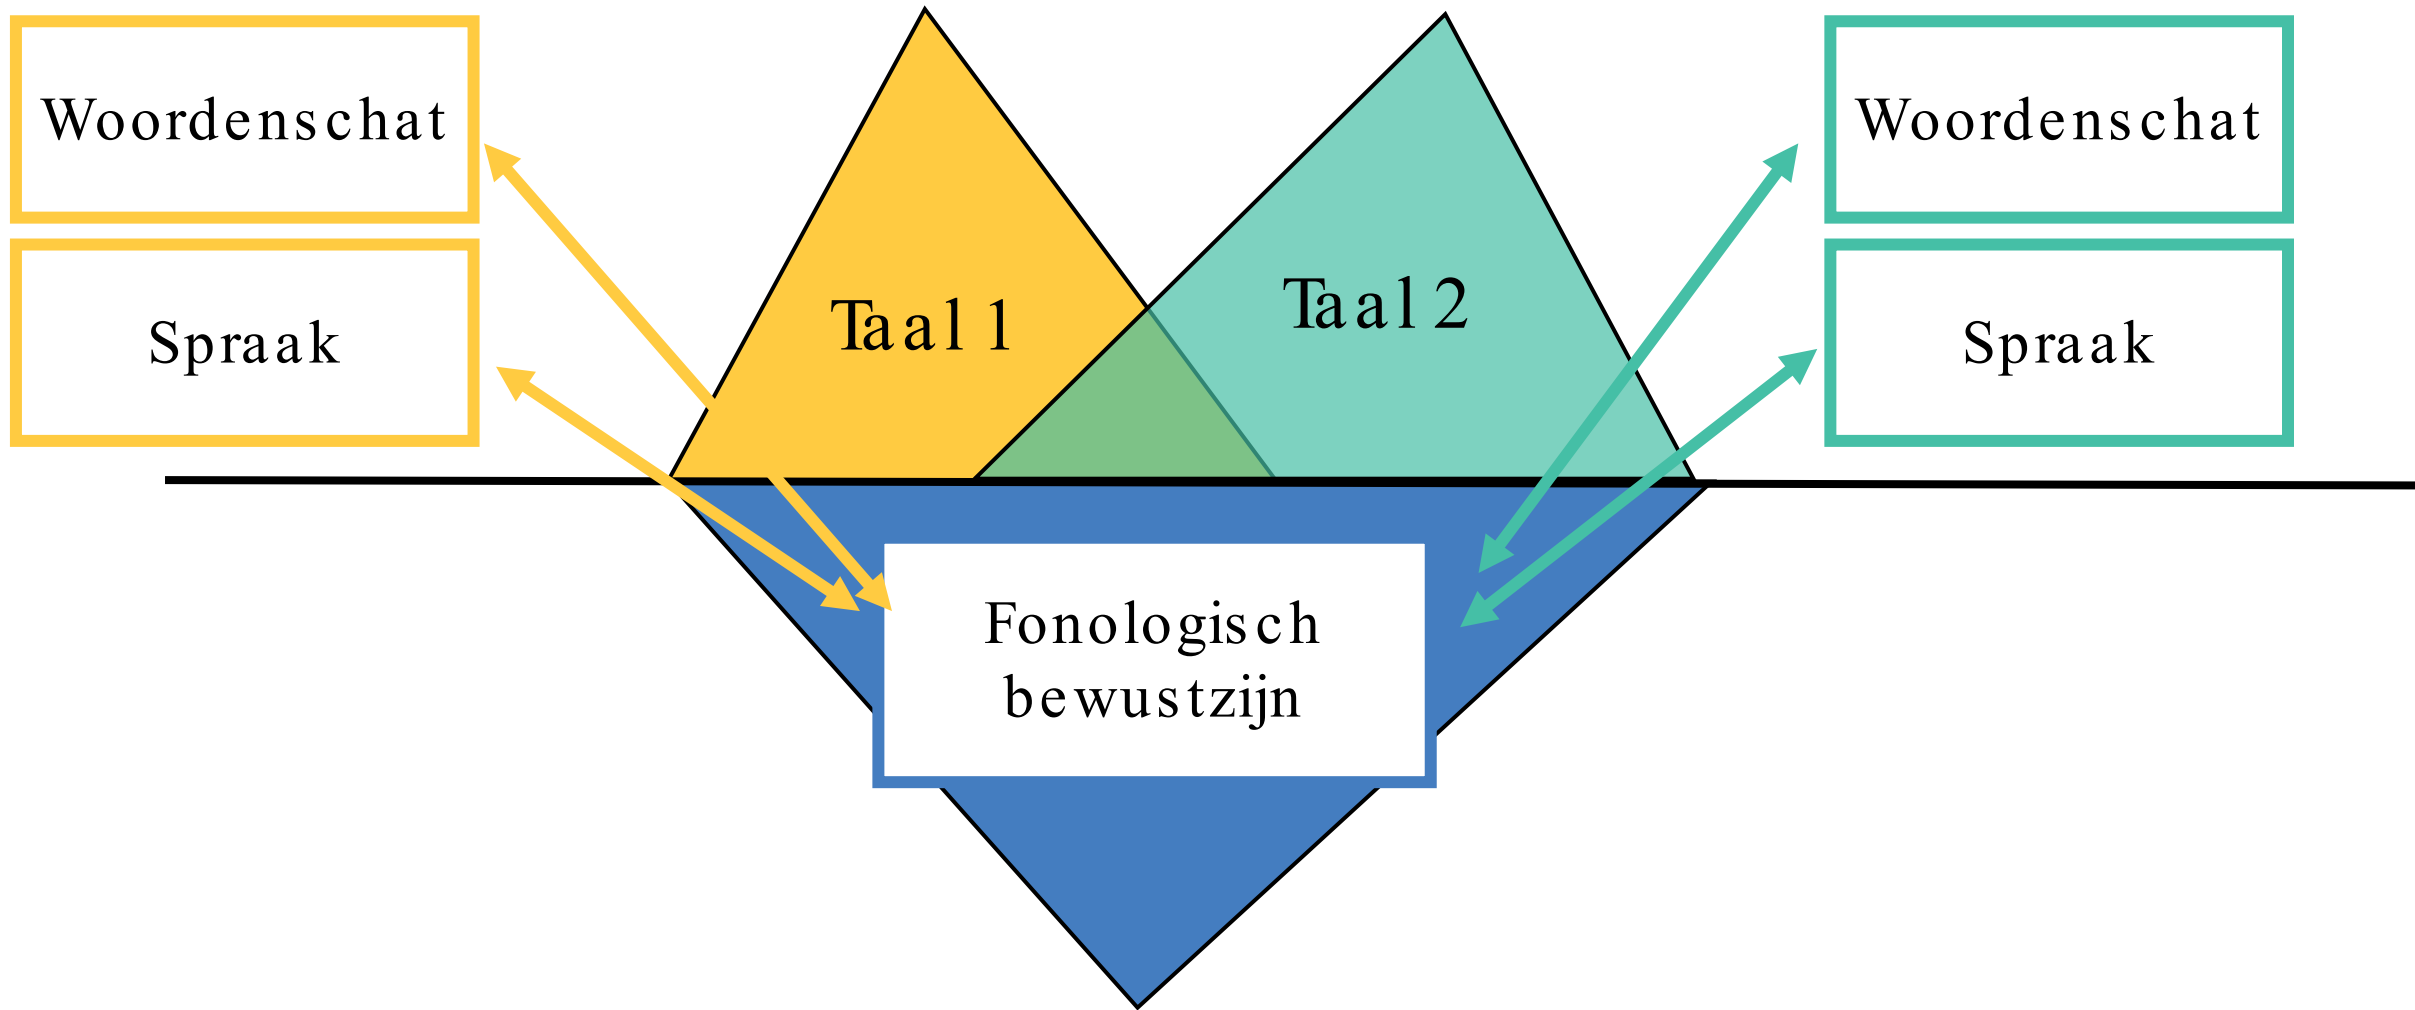 Woordenschat
Spraak
Taal 1
Taal 2
Woordenschat
Spraak
Fonologisch
bewustzijn